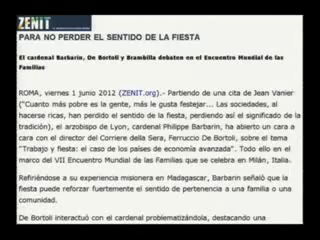 ZENIT
PARA NO PERDER EL SENTIDO DE LA FIESTA
El cardenal Barbarin, De Bortoli y Brambilla debaten en el Encuentro Mundial de las
Familias
ROMA, viernes 1 junio 2012 (ZENIT.org).- Partiendo de una cita de Jean Vanier
("Cuanto más pobre es la gente, más le gusta festejar... Las sociedades, al
hacerse ricas, han perdido el sentido de la fiesta, perdiendo así el significado de la
tradición), el arzobispo de Lyon, cardenal Philippe Barbarin, ha abierto un cara a
cara con el director del Corriere della Sera, Ferruccio De Bortoli, sobre el tema
"Trabajo y fiesta: el caso de los países de economía avanzada". Todo ello en el
marco del VII Encuentro Mundial de las Familias que se celebra en Milán, Italia.
Refiriéndose a su experiencia misionera en Madagascar, Barbarin señaló que la
fiesta puede reforzar fuertemente el sentido de pertenencia a una familia o una
comunidad.
De Bortoli interactuó con el cardenal problematizándola, destacando una